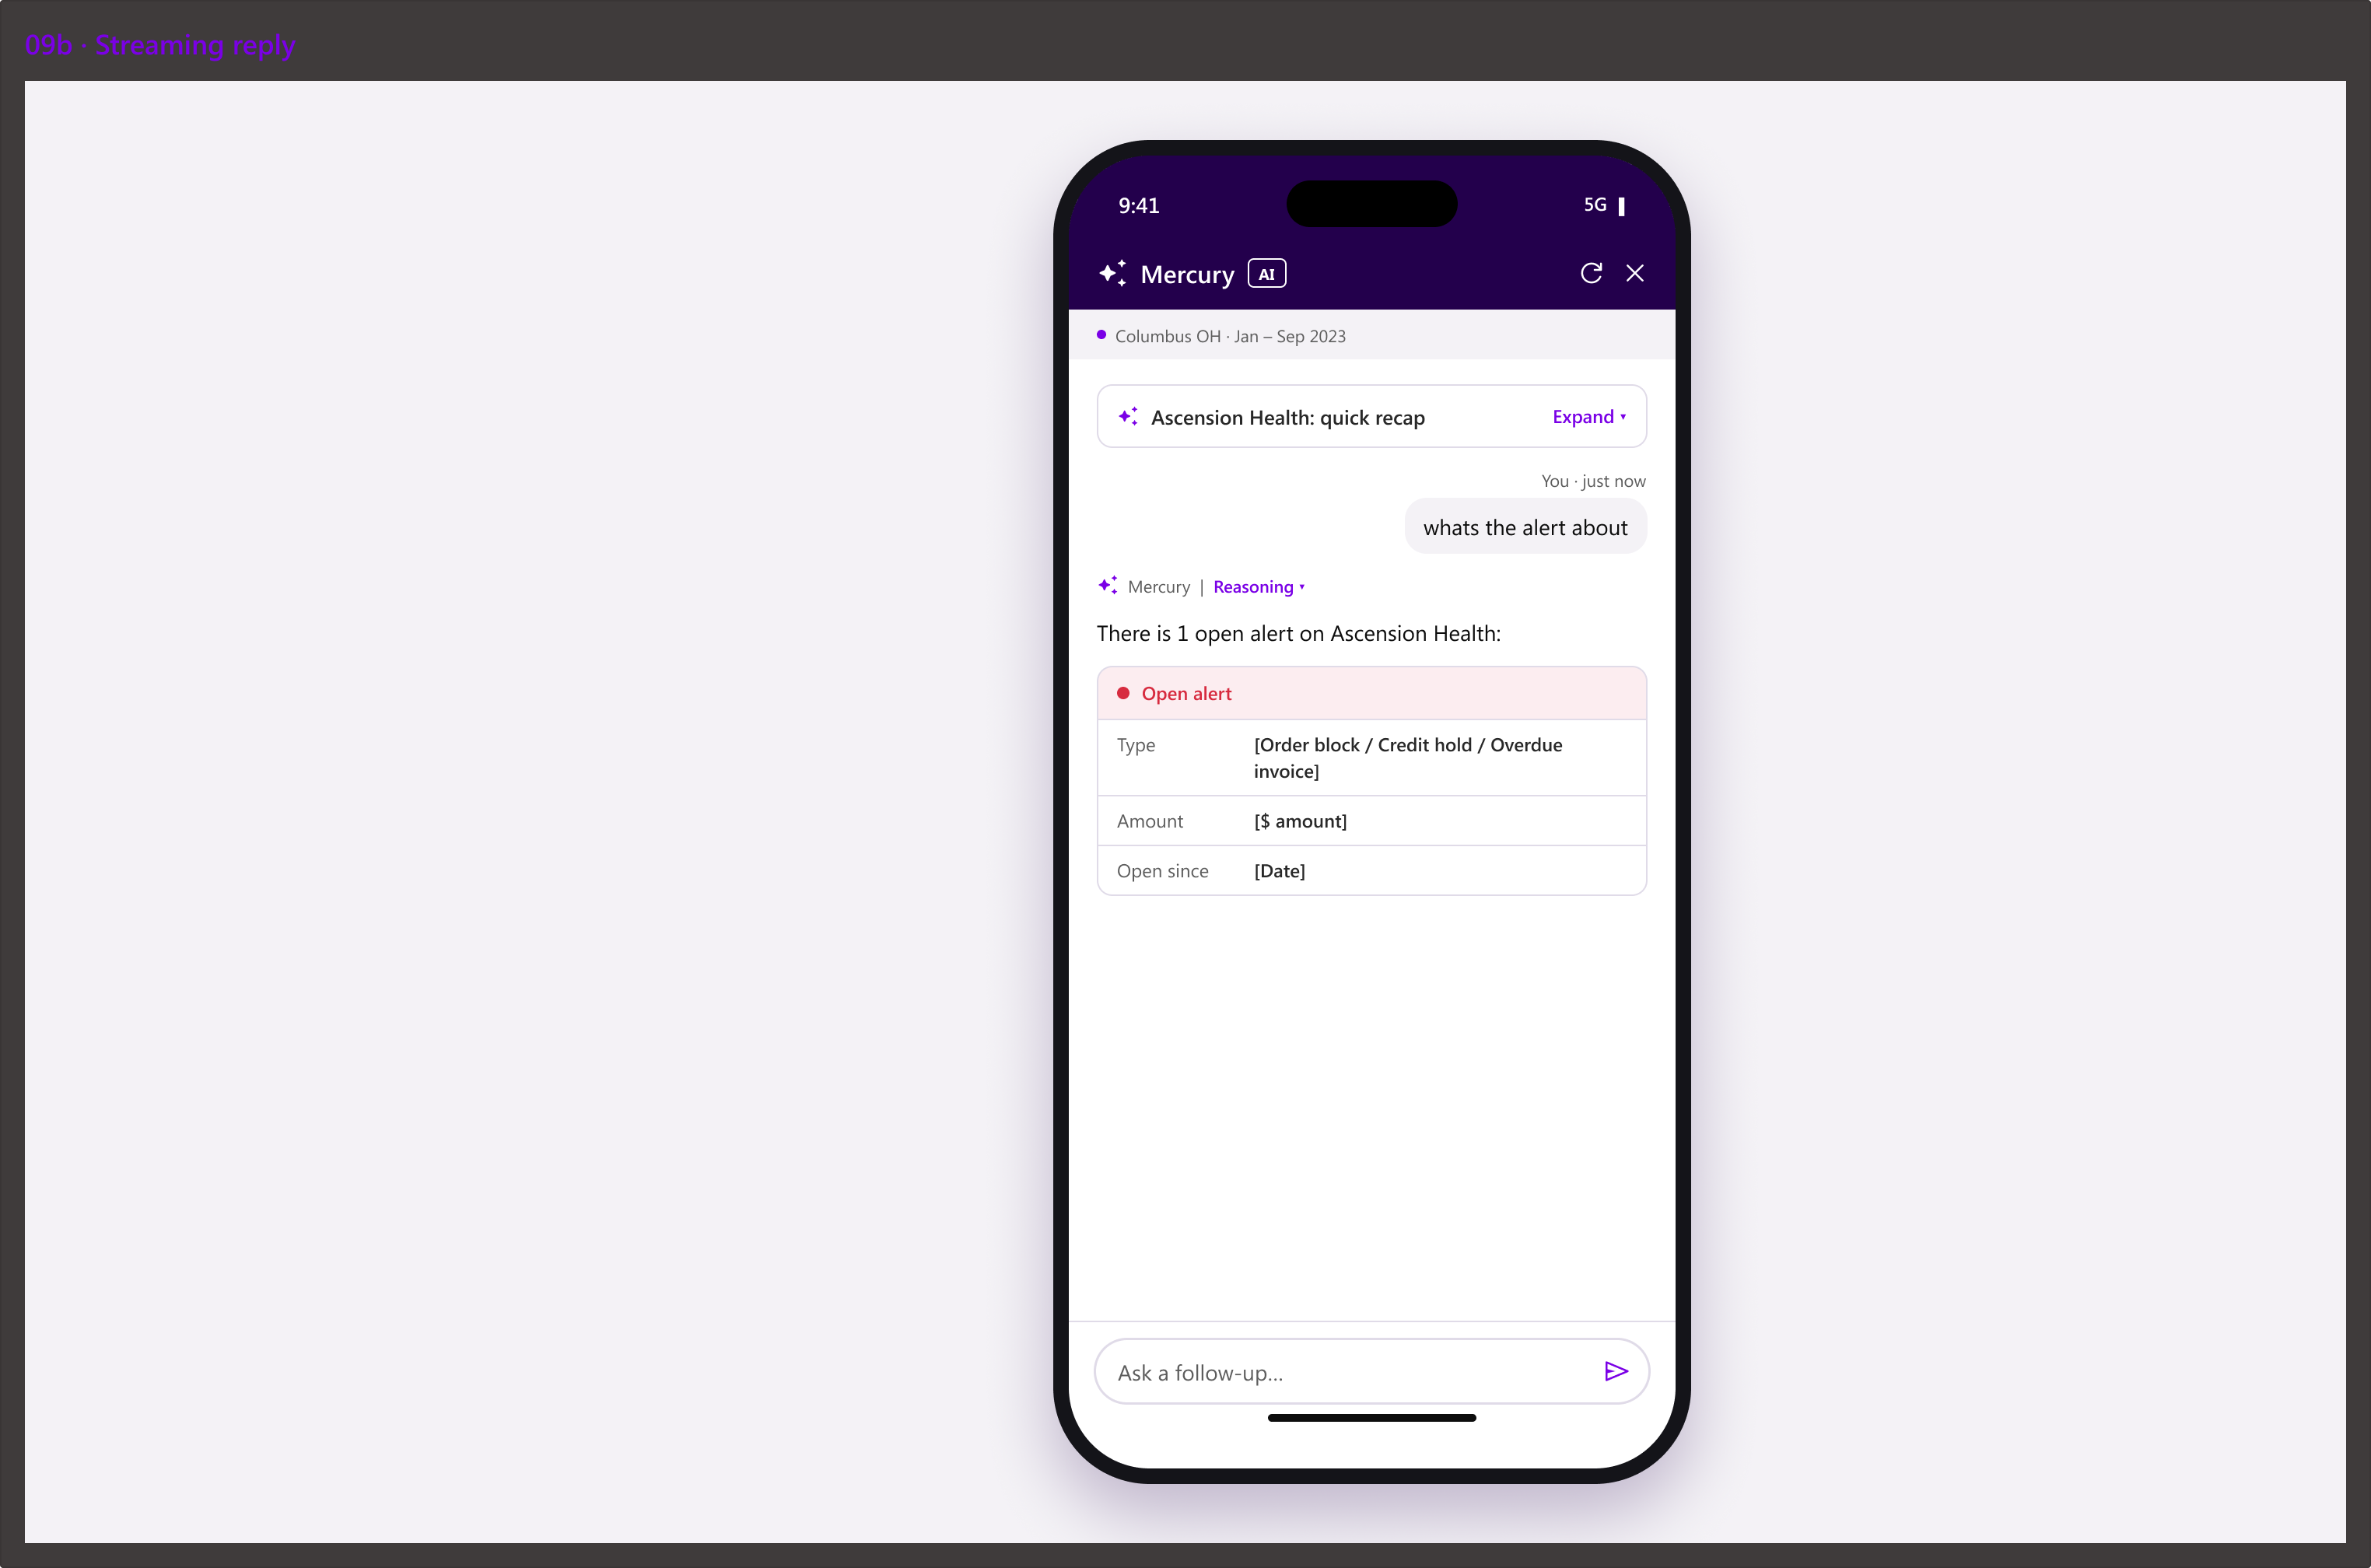 09b · Streaming reply
9:41
5G
Mercury AI
Columbus OH · Jan – Sep 2023
Ascension Health: quick recap
Expand ▾
You · just now
whats the alert about
Mercury | Reasoning ▾
There is 1 open alert on Ascension Health:
Open alert
Type
[Order block / Credit hold / Overdue
invoice]
Amount
[$ amount]
Open since
[Date]
Ask a follow-up...